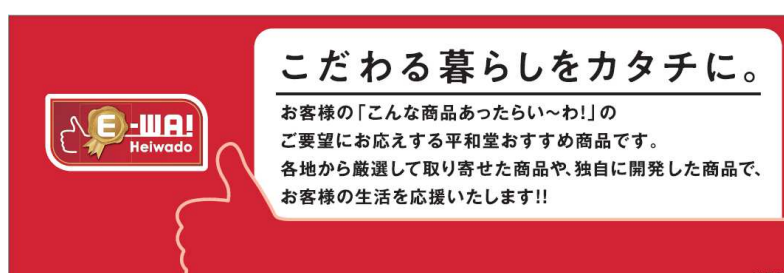 E-WA!
Heiwado
こだわる暮らしをカタチに。
お客様の「こんな商品あったらい～わ!」の
ご要望にお応えする平和堂おすすめ商品です。
各地から厳選して取り寄せた商品や、独自に開発した商品で、
お客様の生活を応援いたします!!